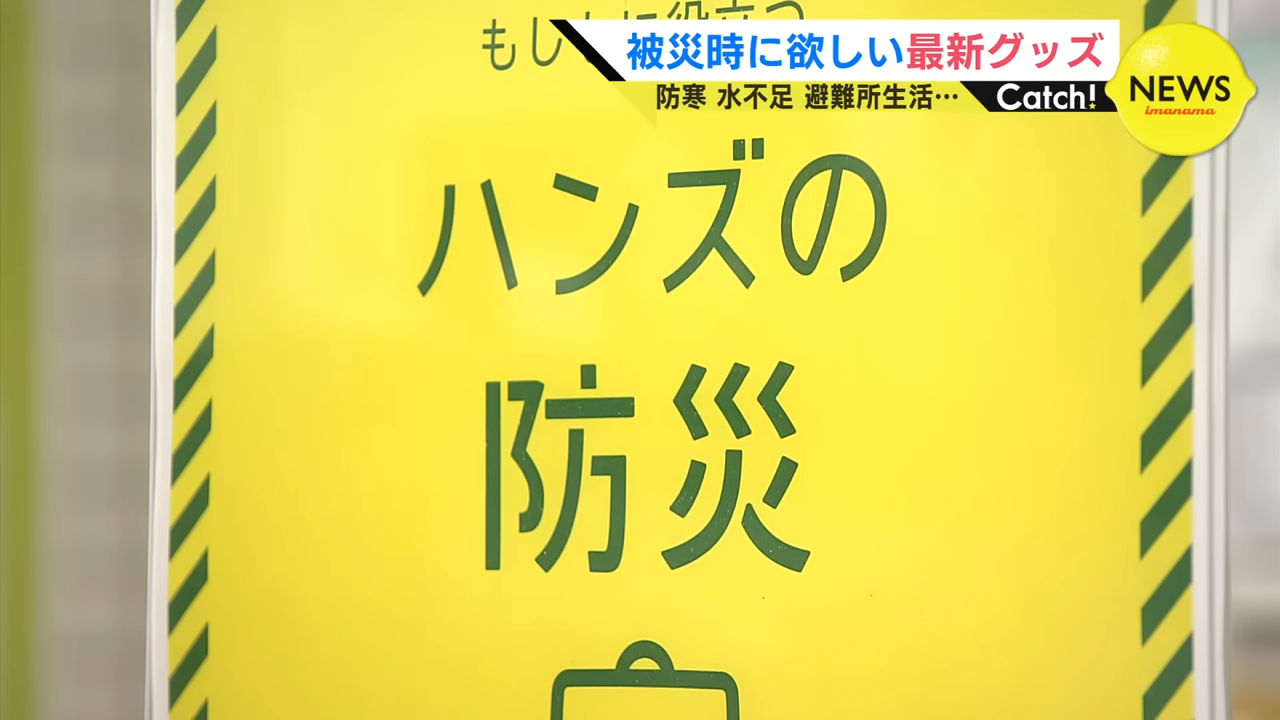 被災時に欲しい最新グッズ
防寒 水不足 避難所生活…
Catch!
NEWS
imanama
ハンズの
防災